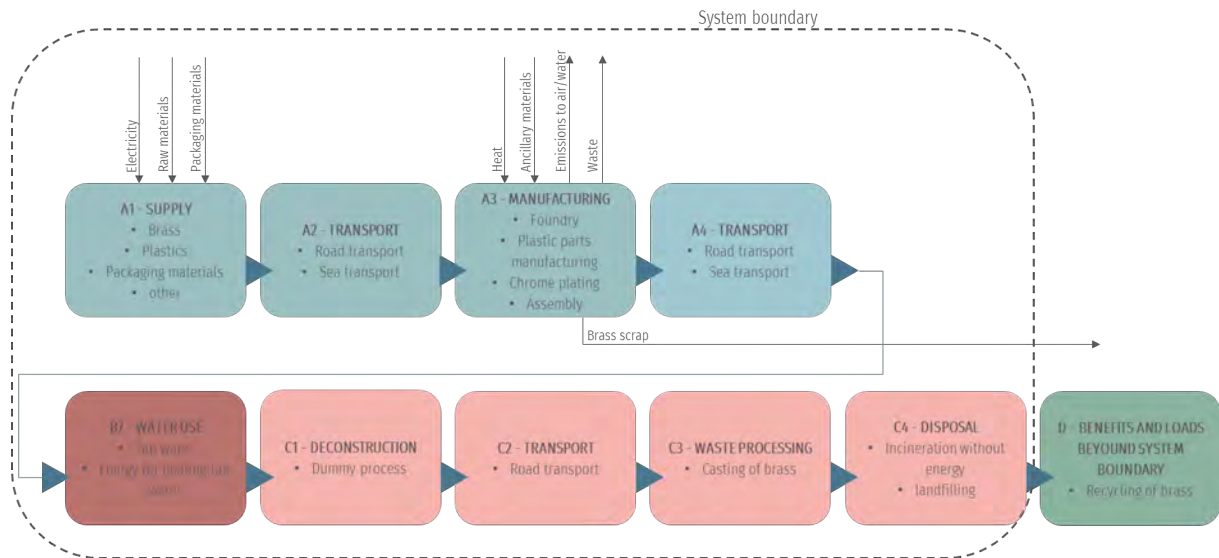 System boundary
Electricity
Raw materials
Packaging materials
Heat
Ancillary materials
Emissions to air/water
Waste
A1 - SUPPLY
• Brass
• Plastics
• Packaging materials
• other
A2 - TRANSPORT
• Road transport
• Sea transport
A3 - MANUFACTURING
• Foundry
• Plastic parts
manufacturing
• Chrome plating
• Assembly
A4 - TRANSPORT
• Road transport
• Sea transport
Brass scrap
B7 - WATER USE
• Energy for
water
C1 - DECONSTRUCTION
• Dummy process
C2 - TRANSPORT
• Road transport
C3 - WASTE PROCESSING
• Casting of brass
C4 - DISPOSAL
• Incineration without
energy
• landfilling
D - BENEFITS AND LOADS
BEYOUND SYSTEM
BOUNDARY
• Recycling of brass